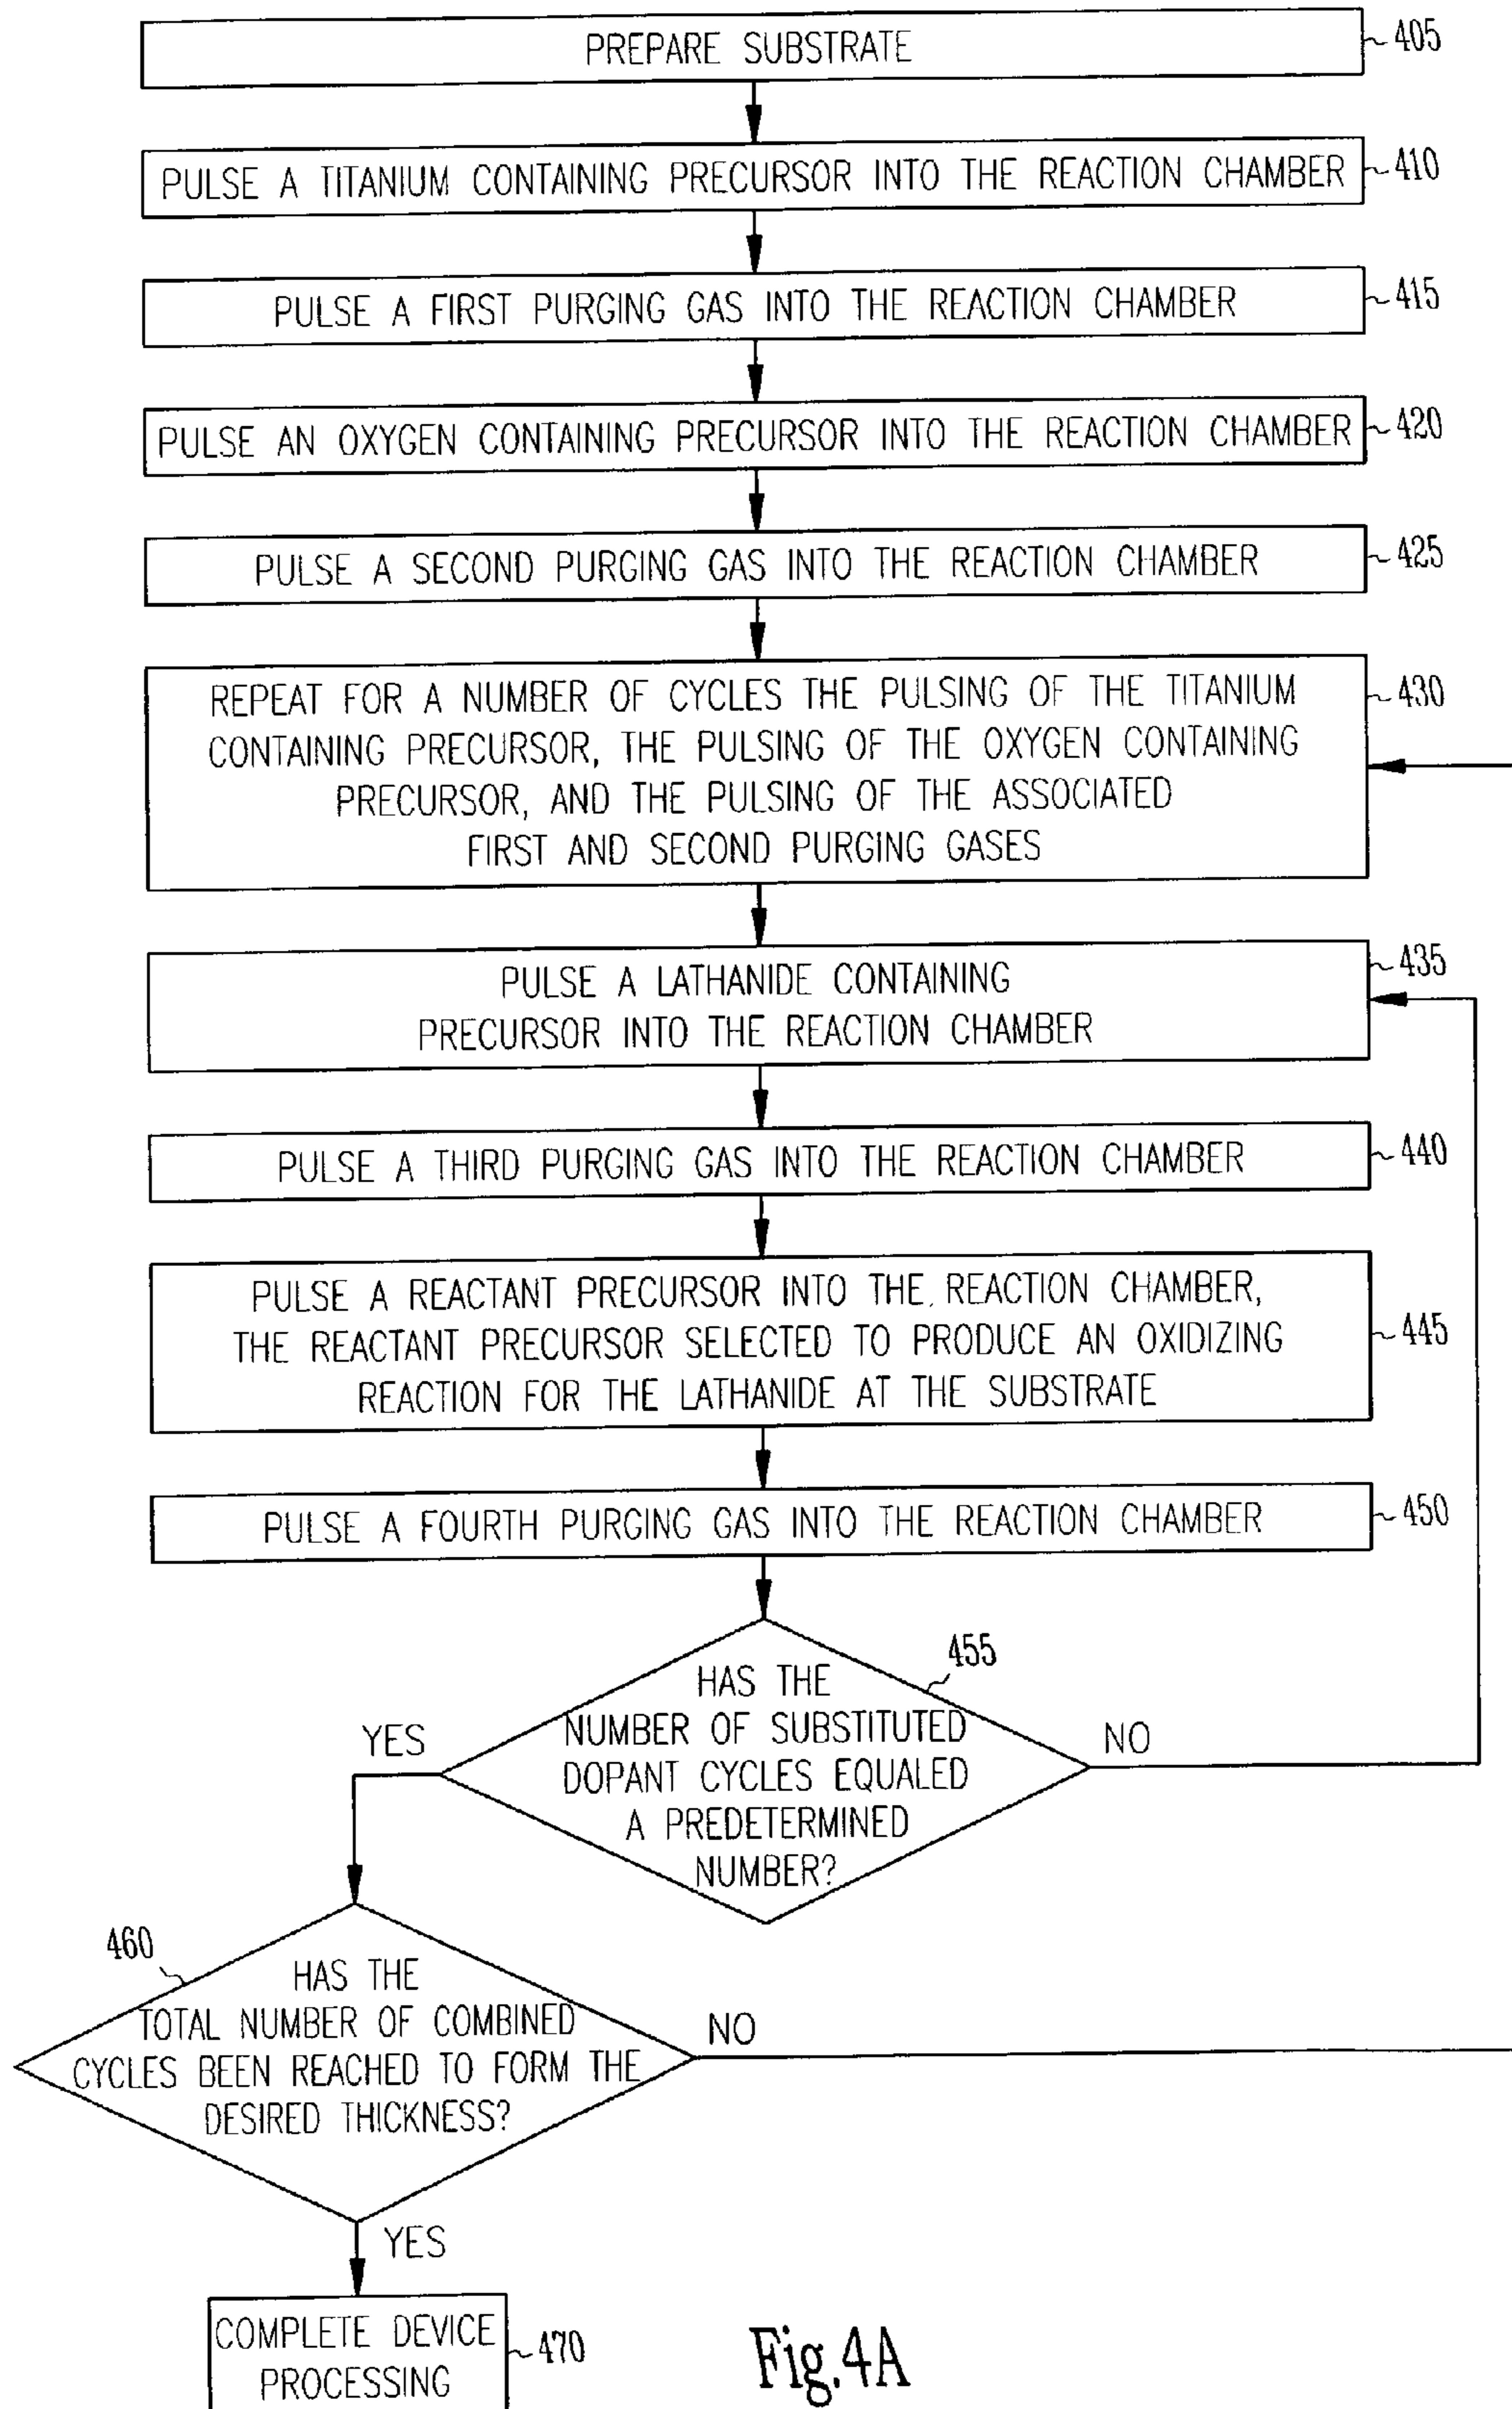 PREPARE SUBSTRATE
405
PULSE A TITANIUM CONTAINING PRECURSOR INTO THE REACTION CHAMBER
410
PULSE A FIRST PURGING GAS INTO THE REACTION CHAMBER
415
PULSE AN OXYGEN CONTAINING PRECURSOR INTO THE REACTION CHAMBER
420
PULSE A SECOND PURGING GAS INTO THE REACTION CHAMBER
425
REPEAT FOR A NUMBER OF CYCLES THE PULSING OF THE TITANIUM
CONTAINING PRECURSOR, THE PULSING OF THE OXYGEN CONTAINING
PRECURSOR, AND THE PULSING OF THE ASSOCIATED
FIRST AND SECOND PURGING GASES
430
PULSE A LATHANIDE CONTAINING
PRECURSOR INTO THE REACTION CHAMBER
435
PULSE A THIRD PURGING GAS INTO THE REACTION CHAMBER
440
PULSE A REACTANT PRECURSOR INTO THE REACTION CHAMBER,
THE REACTANT PRECURSOR SELECTED TO PRODUCE AN OXIDIZING
REACTION FOR THE LATHANIDE AT THE SUBSTRATE
445
PULSE A FOURTH PURGING GAS INTO THE REACTION CHAMBER
450
HAS THE
NUMBER OF SUBSTITUTED
DOPANT CYCLES EQUALED
A PREDETERMINED
NUMBER?
455
YES
NO
460
HAS THE
TOTAL NUMBER OF COMBINED
CYCLES BEEN REACHED TO FORM THE
DESIRED THICKNESS?
NO
YES
COMPLETE DEVICE
PROCESSING
470
Fig.4A